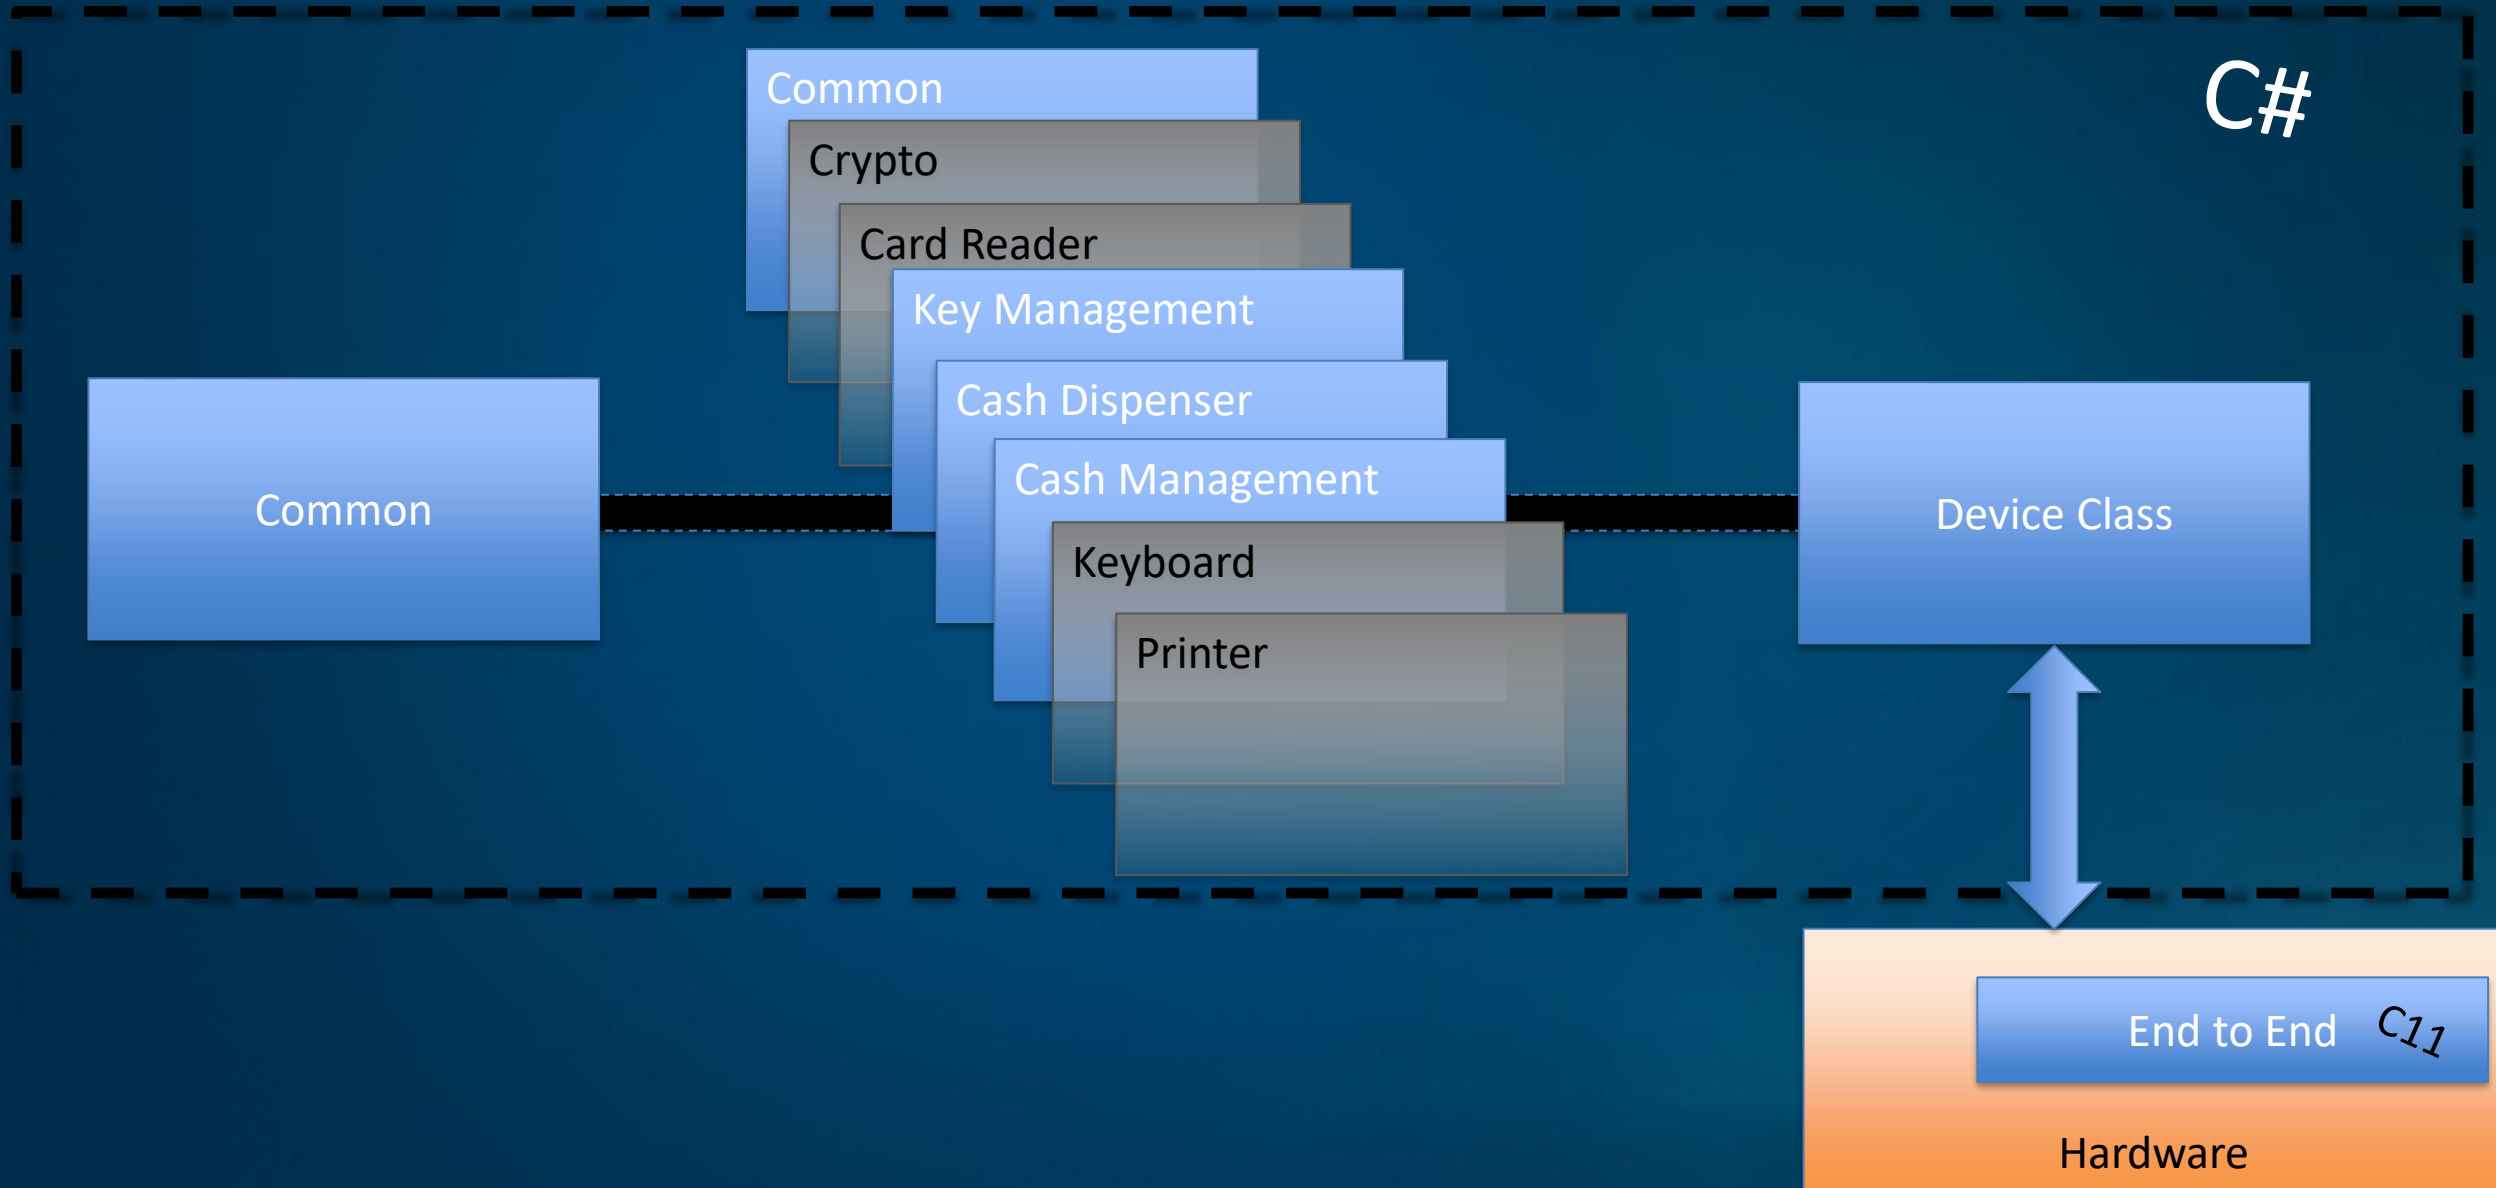 Common
C#
Crypto
Card Reader
Key Management
Cash Dispenser
Cash Management
Common
Device Class
Keyboard
Printer
End to End
C11
Hardware